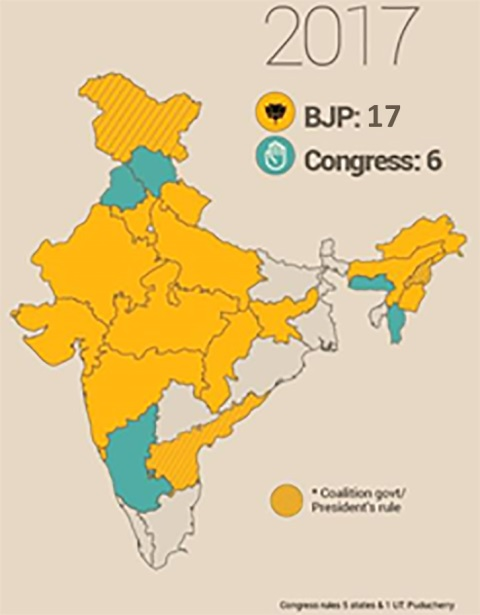 2017
BJP: 17
Congress: 6
* Coalition govt/
President's rule
Congress rules 5 states & 1 UT, Puducherry